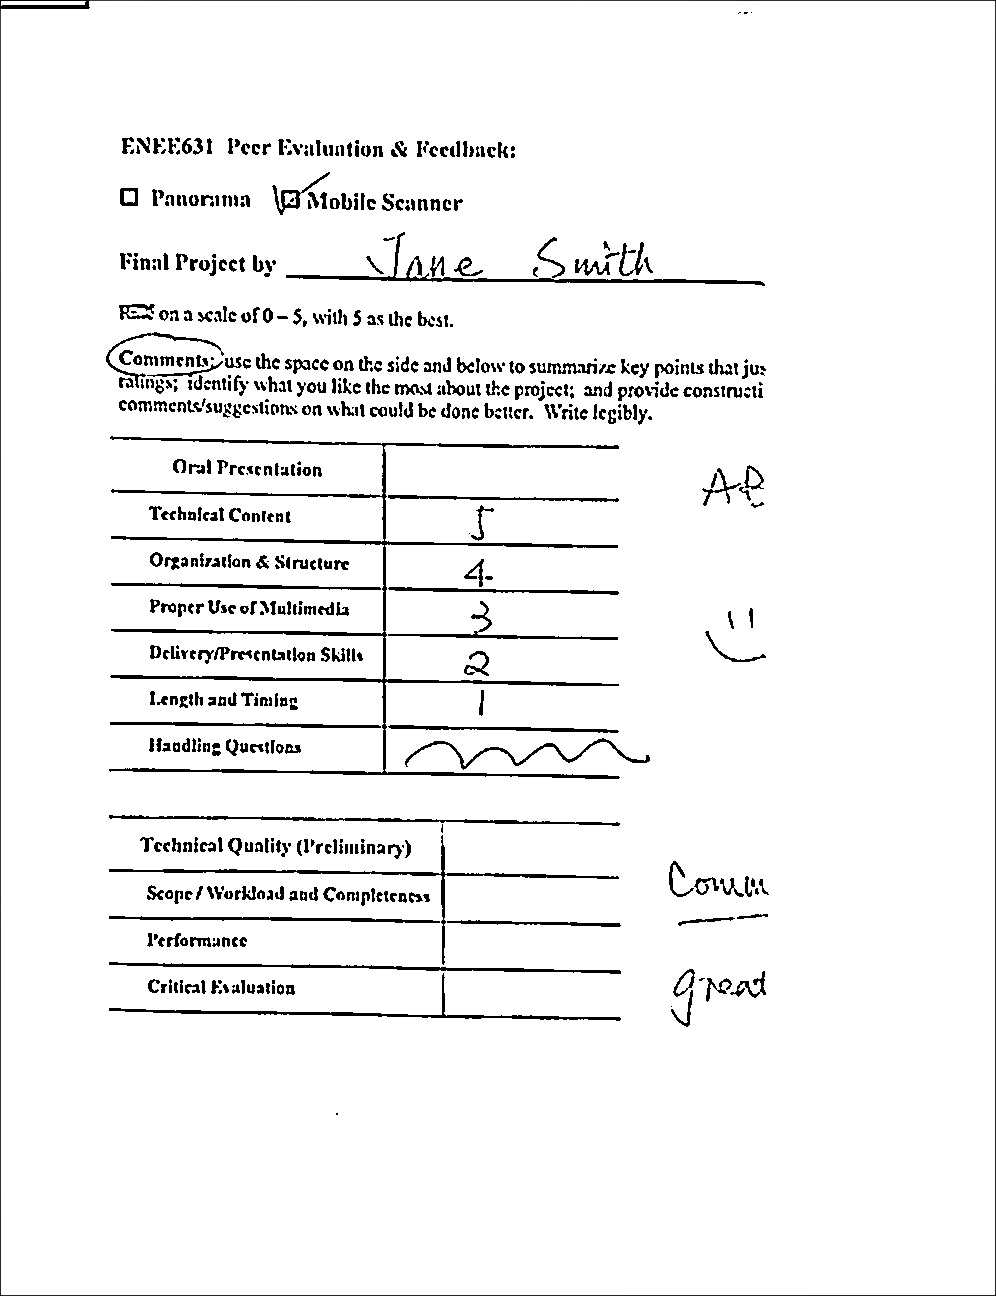 ENEE631 Peer Evaluation & Feedback:
Panorama Mobile Scanner
Final Project by Jane Smith
on a scale of 0 – 5, with 5 as the best.
Comments: use the space on the side and below to summarize key points that jus
ratings; identify what you like the most about the project; and provide constructi
comments/suggestions on what could be done better. Write legibly.
Oral Presentation
Technical Content 5
Organization & Structure 4
Proper Use of Multimedia 3
Delivery/Presentation Skills 2
Length and Timing 1
Handling Questions
Technical Quality (Preliminary)
Scope / Workload and Completeness
Comm
Performance
Critical Evaluation
great